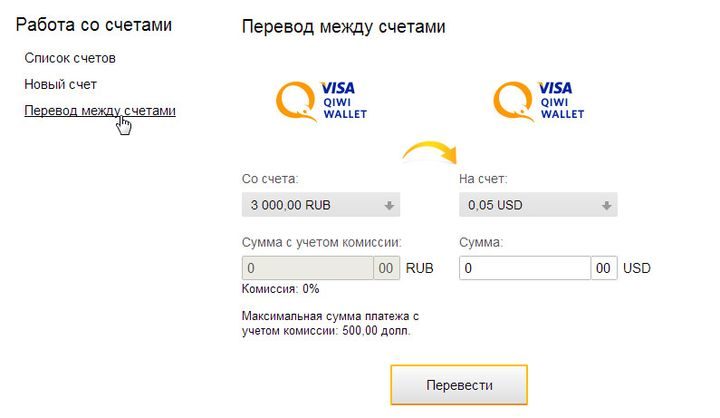 Работа со счетами
Список счетов
Новый счет
Перевод между счетами
Перевод между счетами
VISA
QIWI
WALLET
VISA
QIWI
WALLET
Со счета:
На счет:
3 000,00 RUB
0,05 USD
Сумма с учетом комиссии:
Сумма:
0 00 RUB
0 00 USD
Комиссия: 0%
Максимальная сумма платежа с
учетом комиссии: 500,00 долл.
Перевести